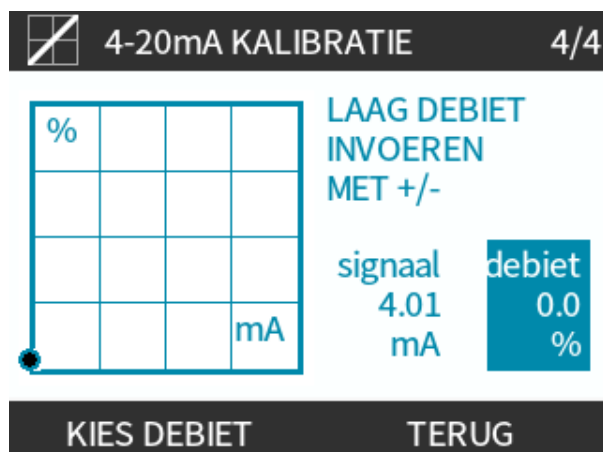 4-20mA KALIBRATIE 4/4
%
mA
LAAG DEBIET
INVOEREN
MET +/-
signaal debiet
4.01 0.0
mA %
KIES DEBIET TERUG